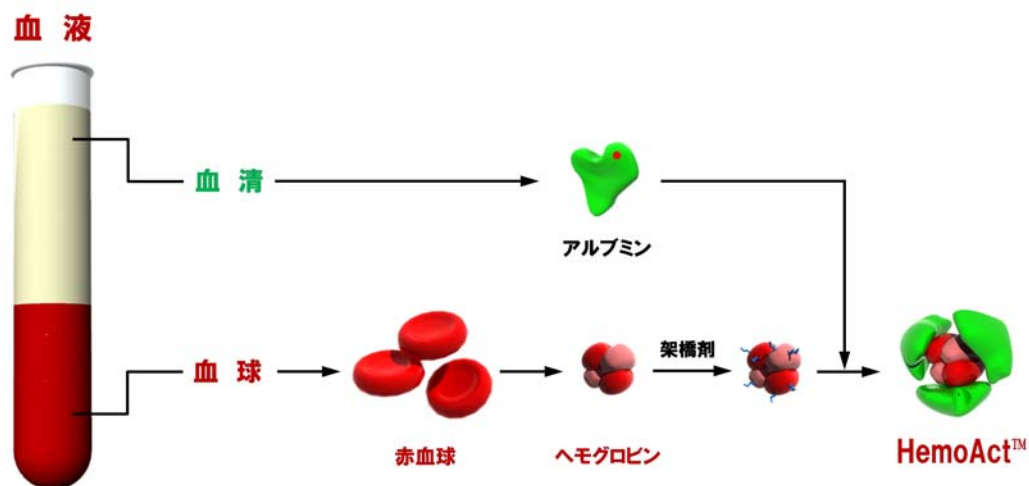 血 液
血 清
アルブミン
血 球
架橋剤
赤血球
ヘモグロビン
HemoAct™